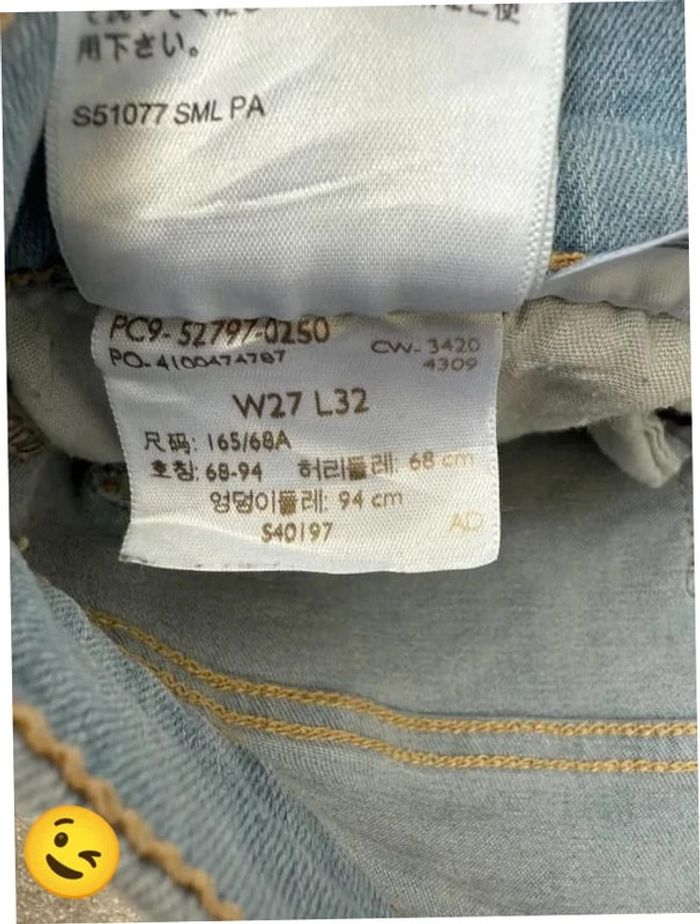 用下さい。
S51077 SML PA
PC9-52797-0250
PO-4100474787
CW-3420
4309
W27 L32
尺码: 165/68A
호칭: 68-94 허리둘레: 68 cm
엉덩이둘레: 94 cm
S40197
AD